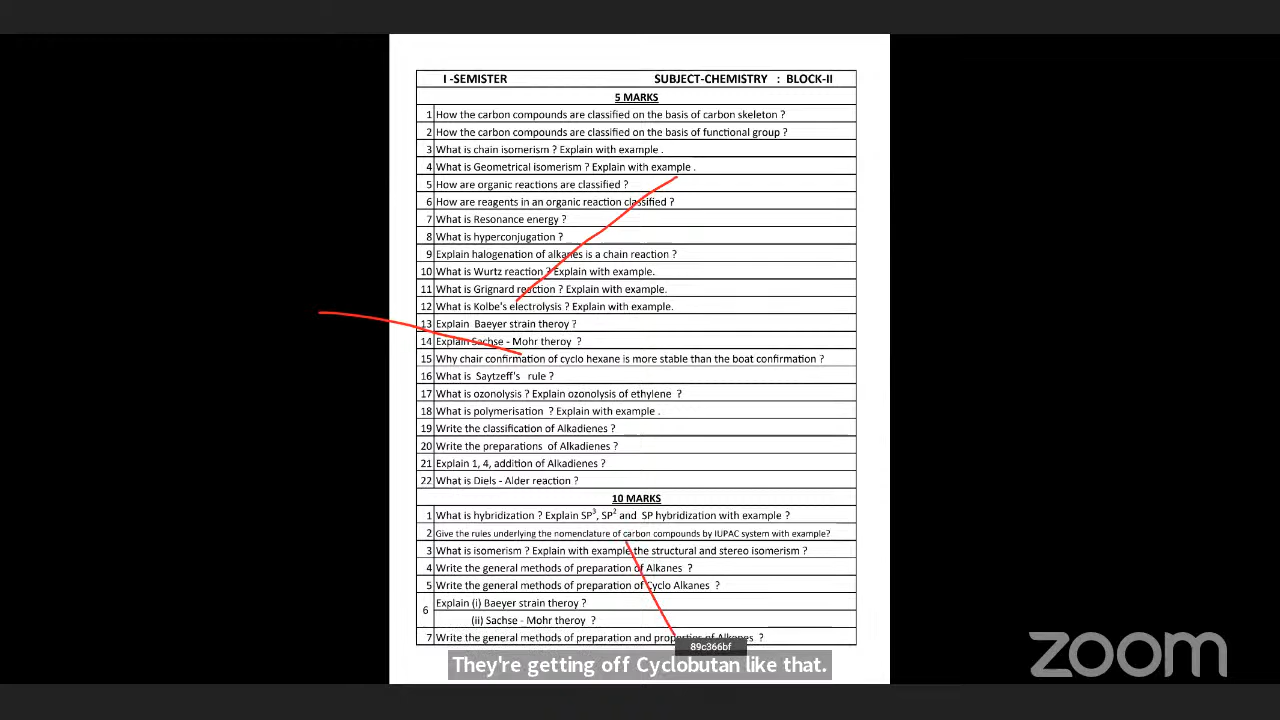 I -SEMISTER SUBJECT-CHEMISTRY : BLOCK-II
5 MARKS
1 How the carbon compounds are classified on the basis of carbon skeleton ?
2 How the carbon compounds are classified on the basis of functional group ?
3 What is chain isomerism ? Explain with example .
4 What is Geometrical isomerism ? Explain with example .
5 How are organic reactions are classified ?
6 How are reagents in an organic reaction classified ?
7 What is Resonance energy ?
8 What is hyperconjugation ?
9 Explain halogenation of alkanes is a chain reaction ?
10 What is Wurtz reaction ? Explain with example.
11 What is Grignard reaction ? Explain with example.
12 What is Kolbe's electrolysis ? Explain with example.
13 Explain Baeyer strain theroy ?
14 Explain Sachse - Mohr theroy ?
15 Why chair confirmation of cyclo hexane is more stable than the boat confirmation ?
16 What is Saytzeff's rule ?
17 What is ozonolysis ? Explain ozonolysis of ethylene ?
18 What is polymerisation ? Explain with example .
19 Write the classification of Alkadienes ?
20 Write the preparations of Alkadienes ?
21 Explain 1, 4, addition of Alkadienes ?
22 What is Diels - Alder reaction ?
10 MARKS
1 What is hybridization ? Explain SP³, SP² and SP hybridization with example ?
2 Give the rules underlying the nomenclature of carbon compounds by IUPAC system with example?
3 What is isomerism ? Explain with example the structural and stereo isomerism ?
4 Write the general methods of preparation of Alkanes ?
5 Write the general methods of preparation of Cyclo Alkanes ?
6 Explain (i) Baeyer strain theroy ?
(ii) Sachse - Mohr theroy ?
7 Write the general methods of preparation and properties of Alkenes ?
89c366bf
They're getting off Cyclobutan like that.
zoom